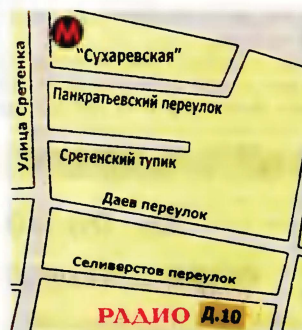 М
"Сухаревская"
Улица Сретенка
Панкратьевский переулок
Сретенский тупик
Даев переулок
Селиверстов переулок
РАДИО Д.10